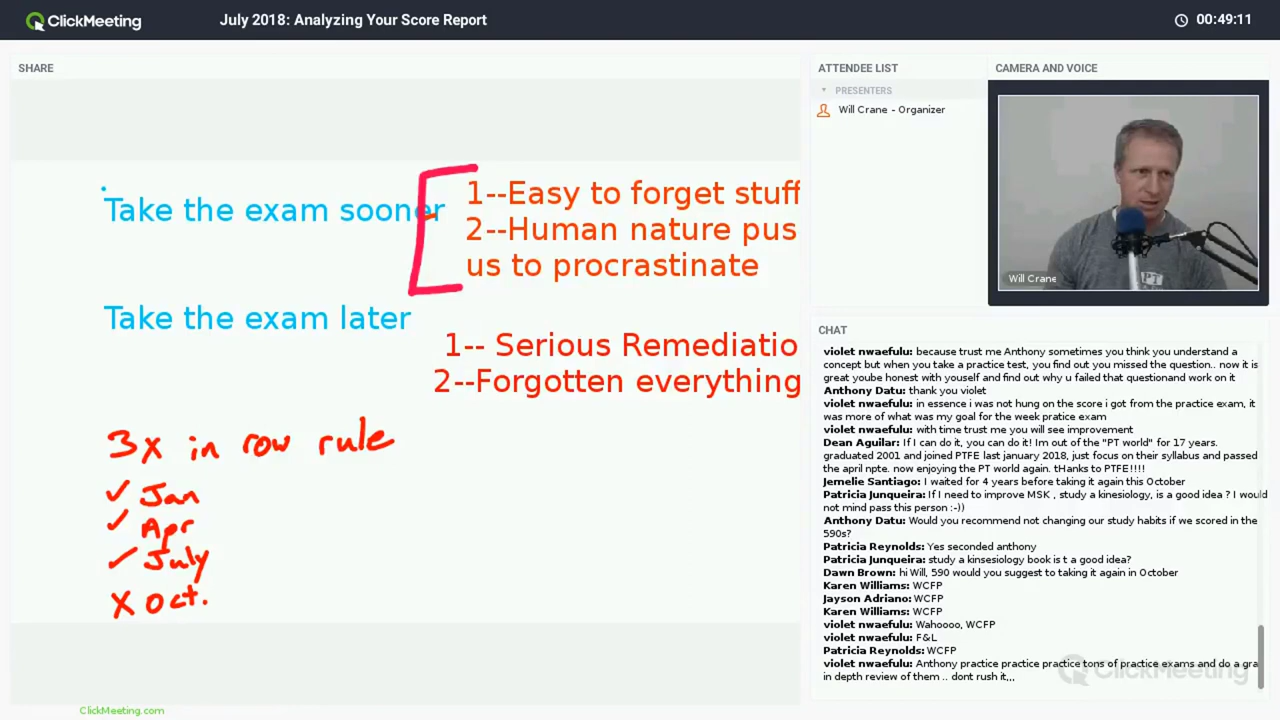 ClickMeeting
July 2018: Analyzing Your Score Report
00:49:11
SHARE
Take the exam sooner
1--Easy to forget stuff
2--Human nature pus
us to procrastinate
Take the exam later
1-- Serious Remediatio
2--Forgotten everything
3x in row rule
✓ Jan
✓ Apr
✓ July
X Oct.
ClickMeeting.com
ATTENDEE LIST
PRESENTERS
Will Crane - Organizer
CAMERA AND VOICE
PT
Will Crane
CHAT
violet nwaefulu: because trust me Anthony sometimes you think you understand a
concept but when you take a practice test, you find out you missed the question.. now it is
great yoube honest with youself and find out why u failed that questionand work on it
Anthony Datu: thank you violet
violet nwaefulu: in essence i was not hung on the score i got from the practice exam, it
was more of what was my goal for the week pratice exam
violet nwaefulu: with time trust me you will see improvement
Dean Aguilar: If I can do it, you can do it! Im out of the "PT world" for 17 years.
graduated 2001 and joined PTFE last january 2018, just focus on their syllabus and passed
the april npte. now enjoying the PT world again. tHanks to PTFE!!!!
Jemelie Santiago: I waited for 4 years before taking it again this October
Patricia Junqueira: If I need to improve MSK , study a kinesiology, is a good idea ? I would
not mind pass this person :-))
Anthony Datu: Would you recommend not changing our study habits if we scored in the
590s?
Patricia Reynolds: Yes seconded anthony
Patricia Junqueira: study a kinsesiology book is t a good idea?
Dawn Brown: hi Will, 590 would you suggest to taking it again in October
Karen Williams: WCFP
Jayson Adriano: WCFP
Karen Williams: WCFP
violet nwaefulu: Wahoooo, WCFP
violet nwaefulu: F&L
Patricia Reynolds: WCFP
violet nwaefulu: Anthony practice practice practice tons of practice exams and do a gra
in depth review of them .. dont rush it,,,
ClickMeeting